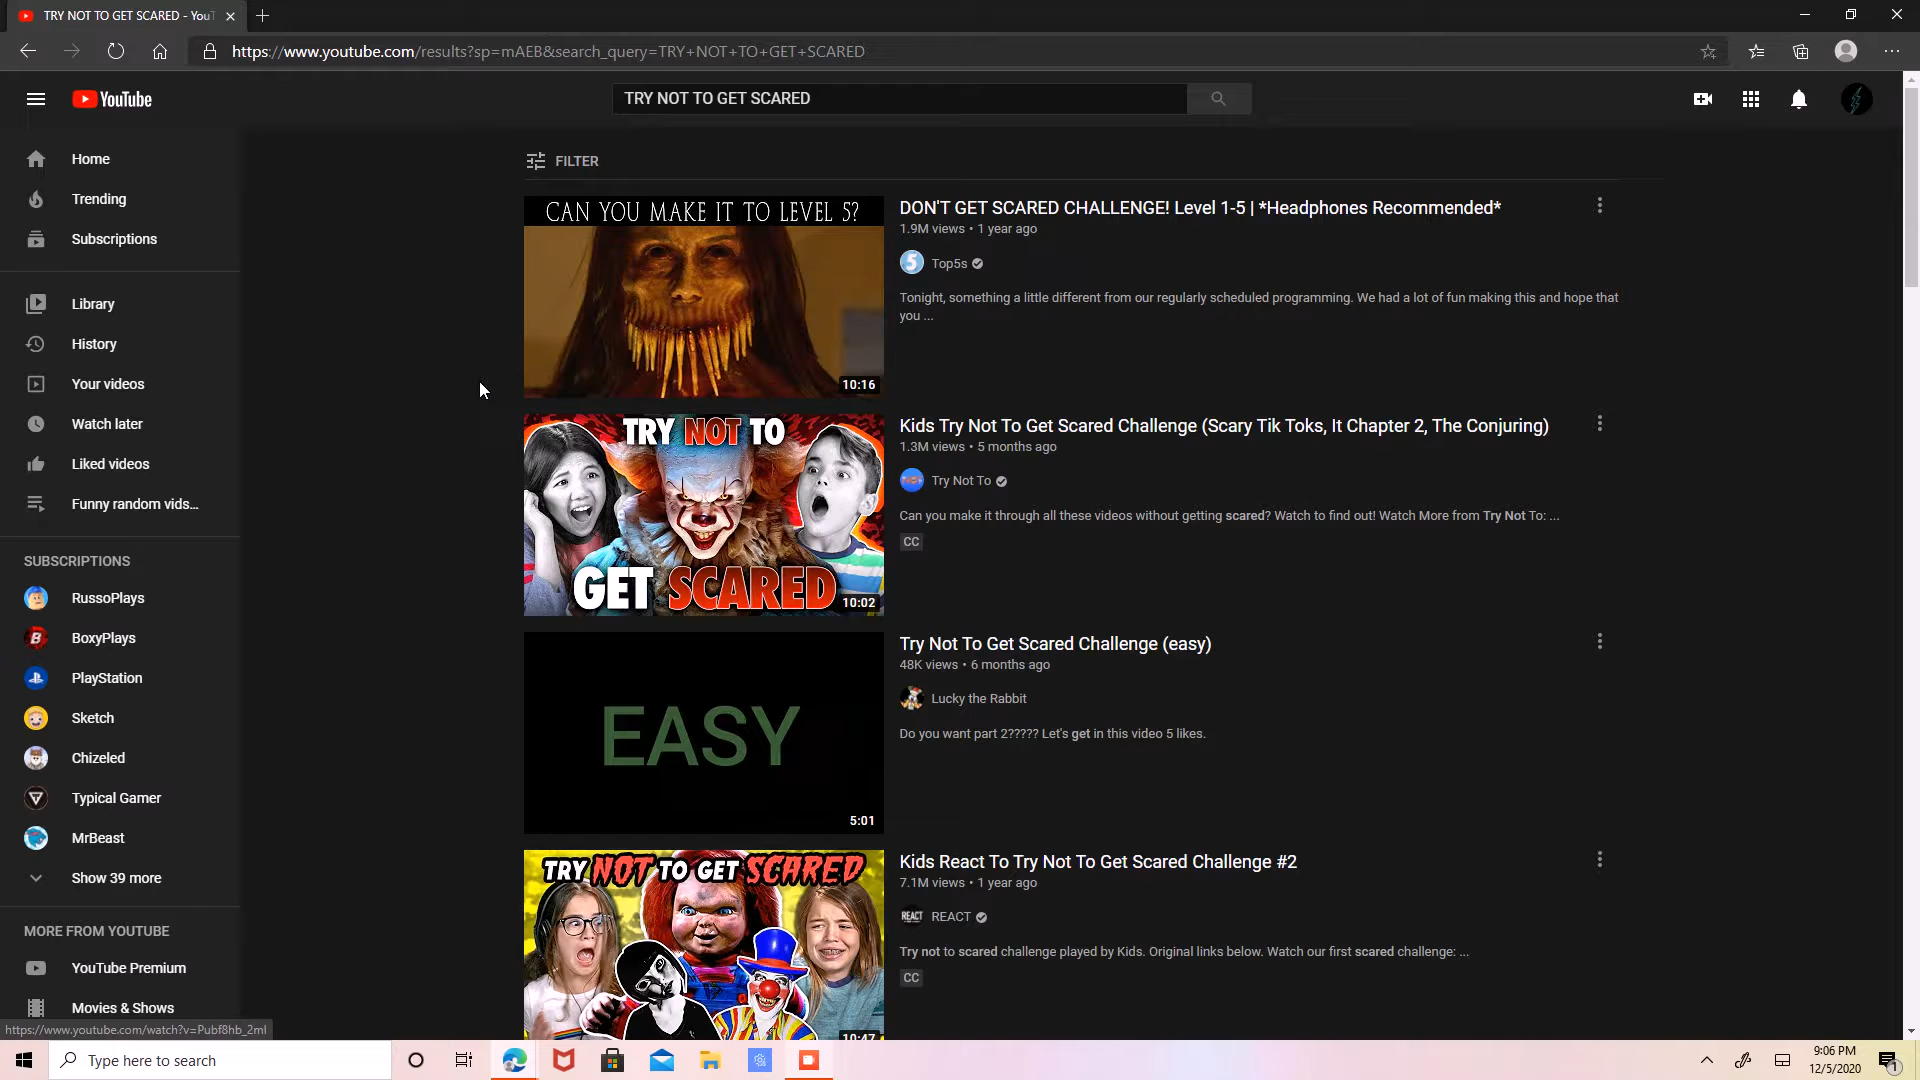 TRY NOT TO GET SCARED - YouT
https://www.youtube.com/results?sp=mAEB&search_query=TRY+NOT+TO+GET+SCARED
YouTube
TRY NOT TO GET SCARED
Home
Trending
Subscriptions
Library
History
Your videos
Watch later
Liked videos
Funny random vids...
SUBSCRIPTIONS
RussoPlays
BoxyPlays
PlayStation
Sketch
Chizeled
Typical Gamer
MrBeast
Show 39 more
MORE FROM YOUTUBE
YouTube Premium
Movies & Shows
https://www.youtube.com/watch?v=Pubf8hb_2mI
FILTER
CAN YOU MAKE IT TO LEVEL 5?
10:16
DON'T GET SCARED CHALLENGE! Level 1-5 | *Headphones Recommended*
1.9M views • 1 year ago
5
Top5s
Tonight, something a little different from our regularly scheduled programming. We had a lot of fun making this and hope that
you ...
TRY NOT TO
GET SCARED
10:02
Kids Try Not To Get Scared Challenge (Scary Tik Toks, It Chapter 2, The Conjuring)
1.3M views • 5 months ago
Try Not To
Can you make it through all these videos without getting scared? Watch to find out! Watch More from Try Not To: ...
CC
EASY
5:01
Try Not To Get Scared Challenge (easy)
48K views • 6 months ago
Lucky the Rabbit
Do you want part 2????? Let's get in this video 5 likes.
TRY NOT TO GET SCARED
10:47
Kids React To Try Not To Get Scared Challenge #2
7.1M views • 1 year ago
REACT
REACT
Try not to scared challenge played by Kids. Original links below. Watch our first scared challenge: ...
CC
Type here to search
9:06 PM
12/5/2020
1